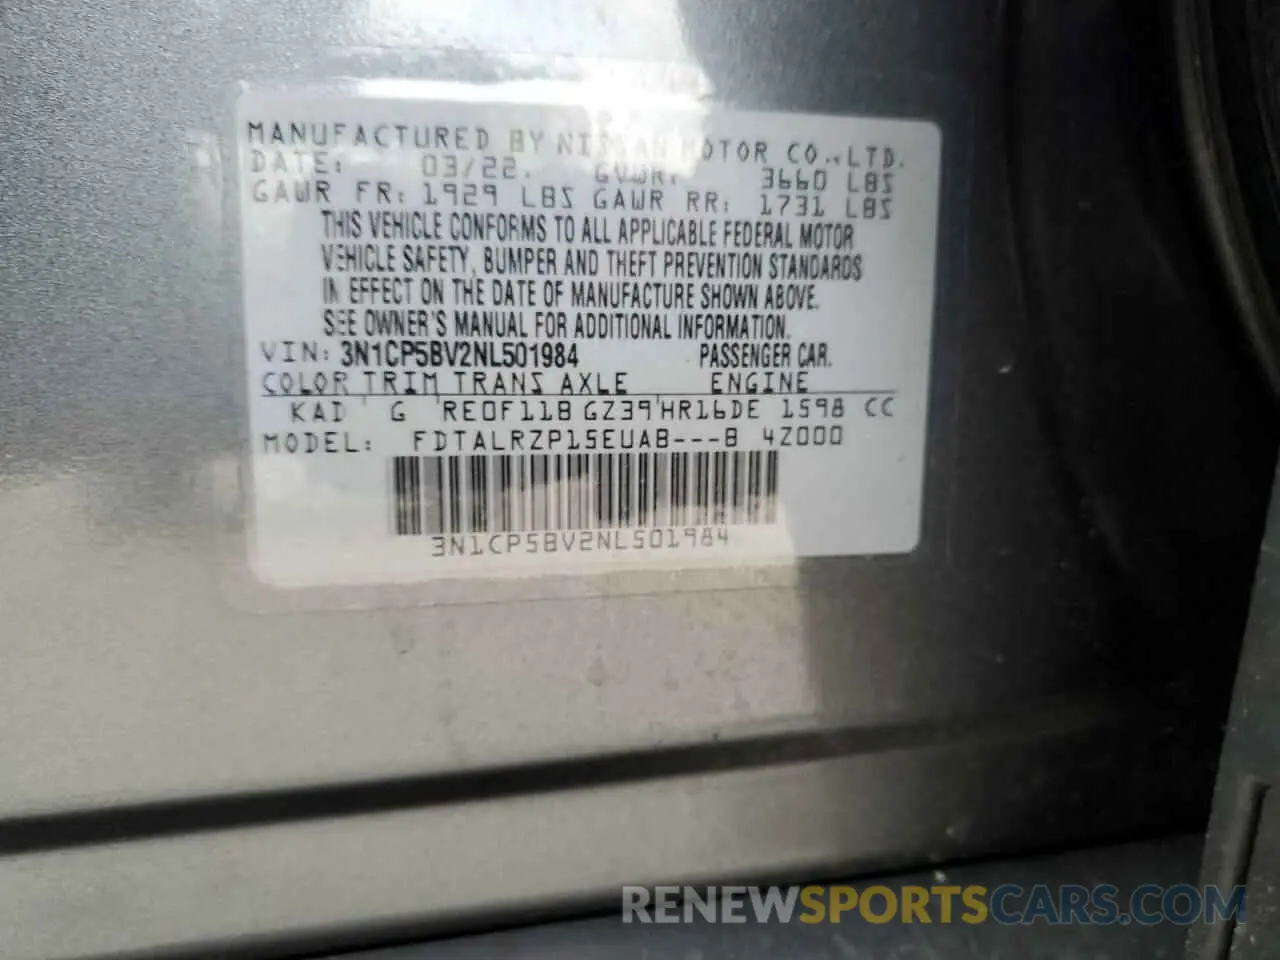 MANUFACTURED BY NISSAN MOTOR CO., LTD.
DATE: 03/22. GVWR: 3660 LBS
GAWR FR: 1929 LBS GAWR RR: 1731 LBS
THIS VEHICLE CONFORMS TO ALL APPLICABLE FEDERAL MOTOR
VEHICLE SAFETY, BUMPER AND THEFT PREVENTION STANDARDS
IN EFFECT ON THE DATE OF MANUFACTURE SHOWN ABOVE.
SEE OWNER'S MANUAL FOR ADDITIONAL INFORMATION.
VIN: 3N1CP5BV2NL501984 PASSENGER CAR.
COLOR TRIM TRANS AXLE ENGINE
KAD G RE0F11B GZ39 HR16DE 1598 CC
MODEL: FDTALRZP15EUAB---B 4Z000
3N1CP5BV2NL501984
RENEWSPORTSCARS.COM